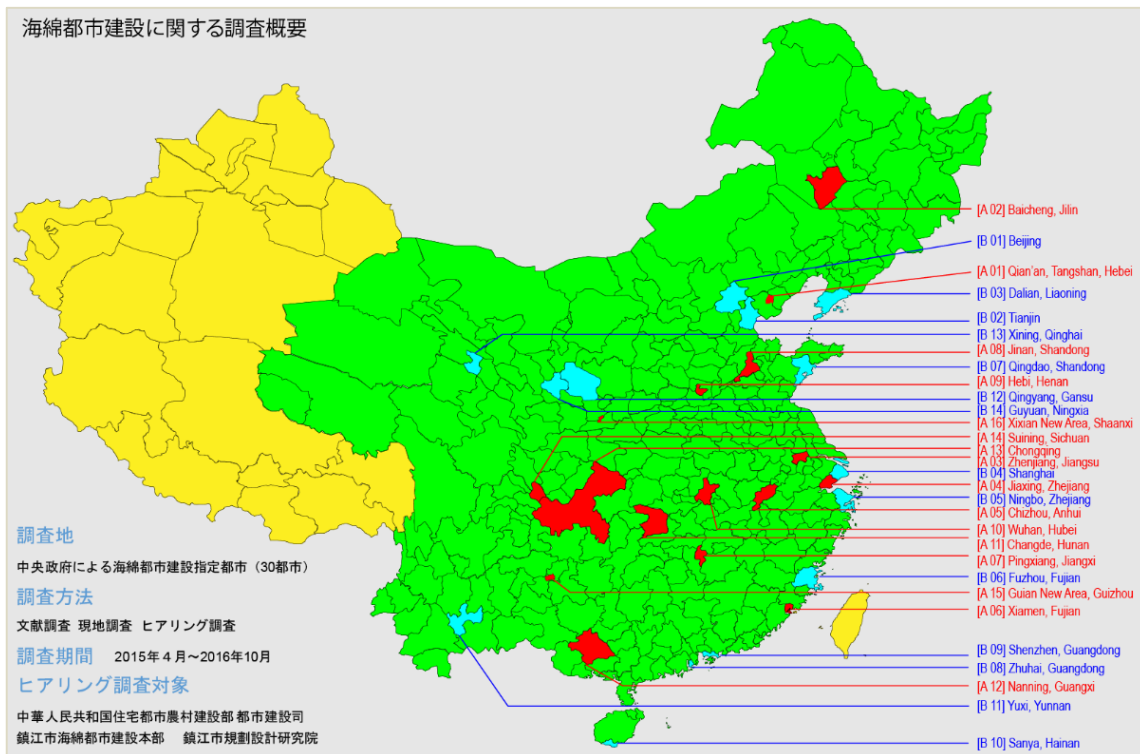 海綿都市建設に関する調査概要
[A 02] Baicheng, Jilin
[B 01] Beijing
[A 01] Qian'an, Tangshan, Hebei
[B 03] Dalian, Liaoning
[B 02] Tianjin
[B 13] Xining, Qinghai
[A 08] Jinan, Shandong
[B 07] Qingdao, Shandong
[A 09] Hebi, Henan
[B 12] Qingyang, Gansu
[B 14] Guyuan, Ningxia
[A 16] Xixian New Area, Shaanxi
[A 14] Suining, Sichuan
[A 13] Chongqing
[A 03] Zhenjiang, Jiangsu
[B 04] Shanghai
[A 04] Jiaxing, Zhejiang
[B 05] Ningbo, Zhejiang
[A 05] Chizhou, Anhui
[A 10] Wuhan, Hubei
[A 11] Changde, Hunan
[A 07] Pingxiang, Jiangxi
[B 06] Fuzhou, Fujian
[A 15] Guian New Area, Guizhou
[A 06] Xiamen, Fujian
[B 09] Shenzhen, Guangdong
[B 08] Zhuhai, Guangdong
[A 12] Nanning, Guangxi
[B 11] Yuxi, Yunnan
[B 10] Sanya, Hainan
調査地
中央政府による海綿都市建設指定都市（30都市）
調査方法
文献調査 現地調査 ヒアリング調査
調査期間 2015年4月～2016年10月
ヒアリング調査対象
中華人民共和国住宅都市農村建設部 都市建設司
鎮江市海綿都市建設本部 鎮江市規劃設計研究院